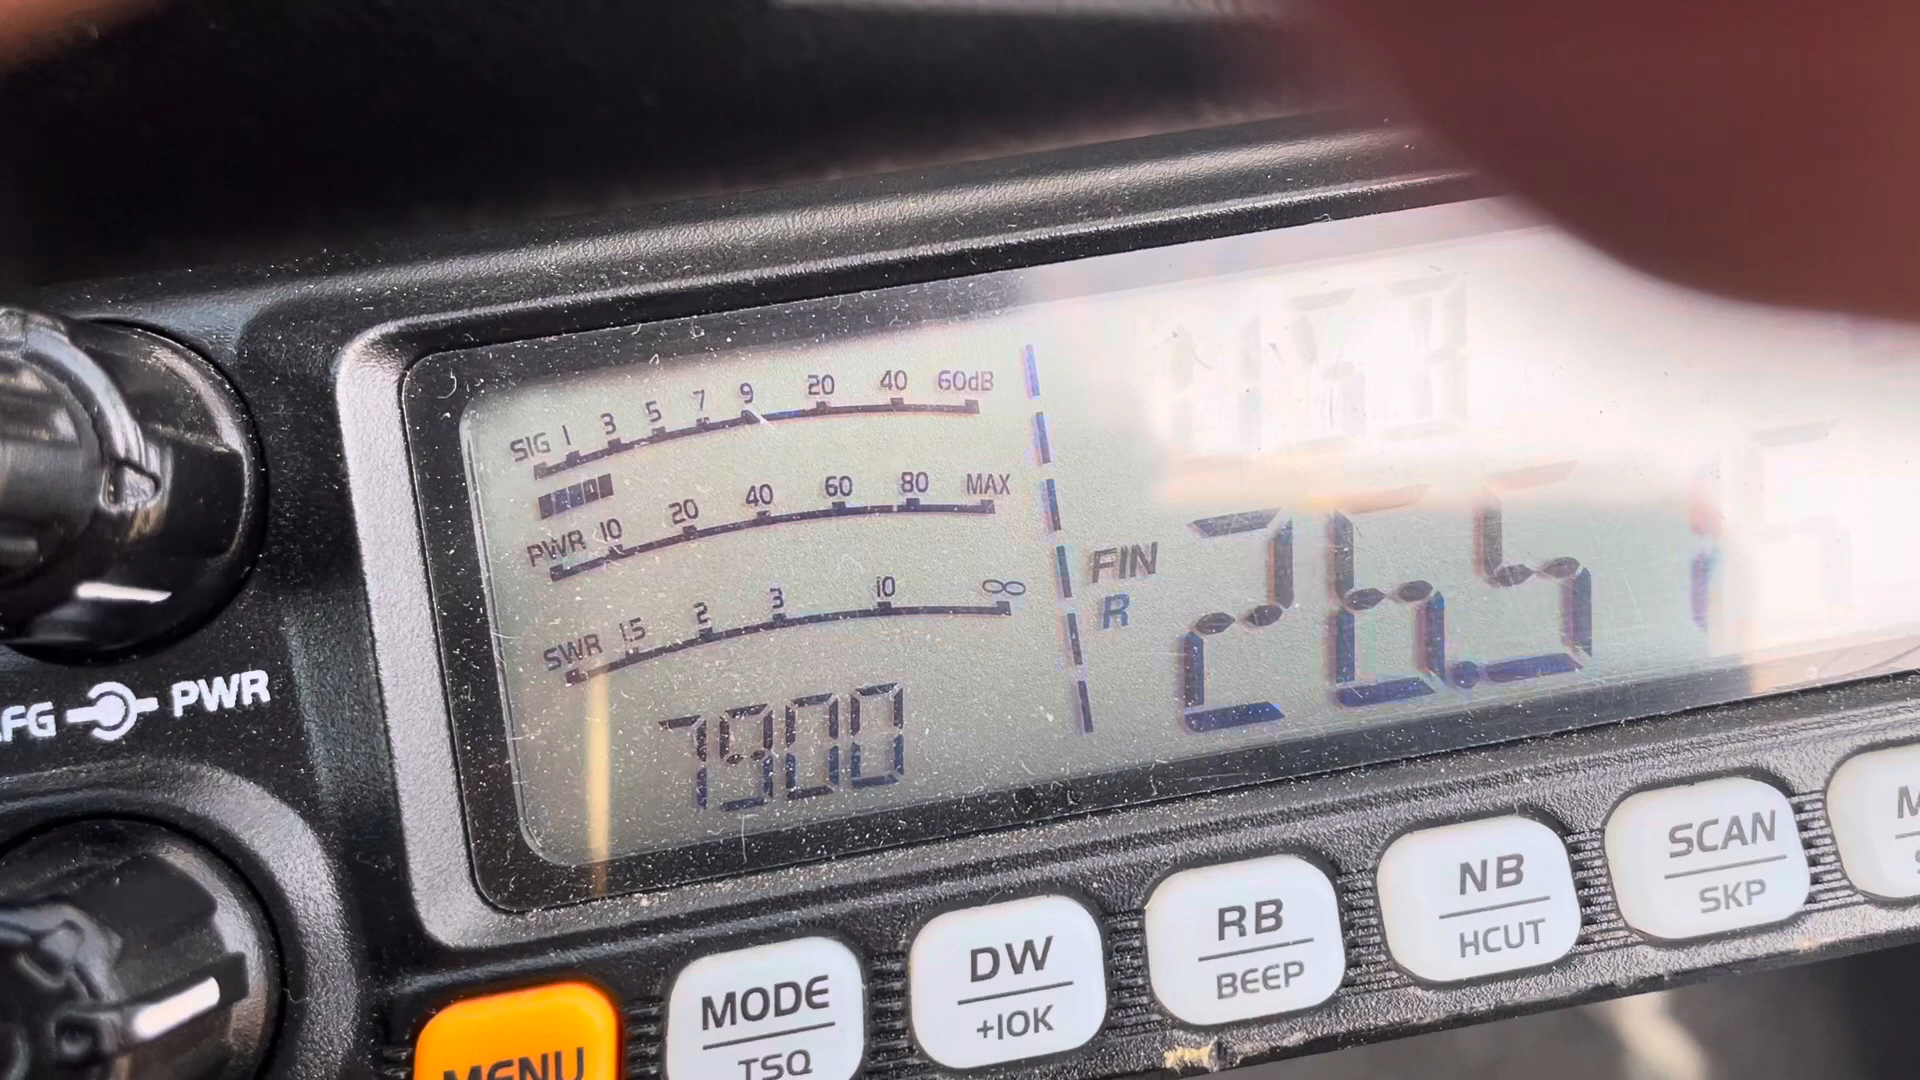 SIG 1 3 5 7 9 20 40 60dB
PWR 10 20 40 60 80 MAX
SWR 1.5 2 3 10 ∞
7900
FIN
R
26.5
FG PWR
MENU
MODE
TSQ
DW
+10K
RB
BEEP
NB
HCUT
SCAN
SKP